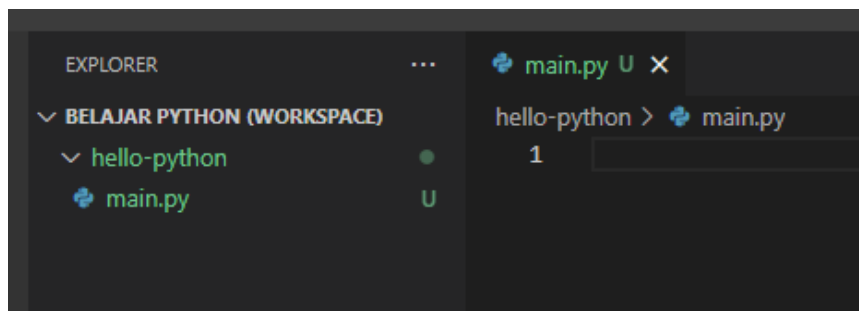 EXPLORER ...
BELAJAR PYTHON (WORKSPACE)
hello-python
main.py U
main.py U
hello-python > main.py
1